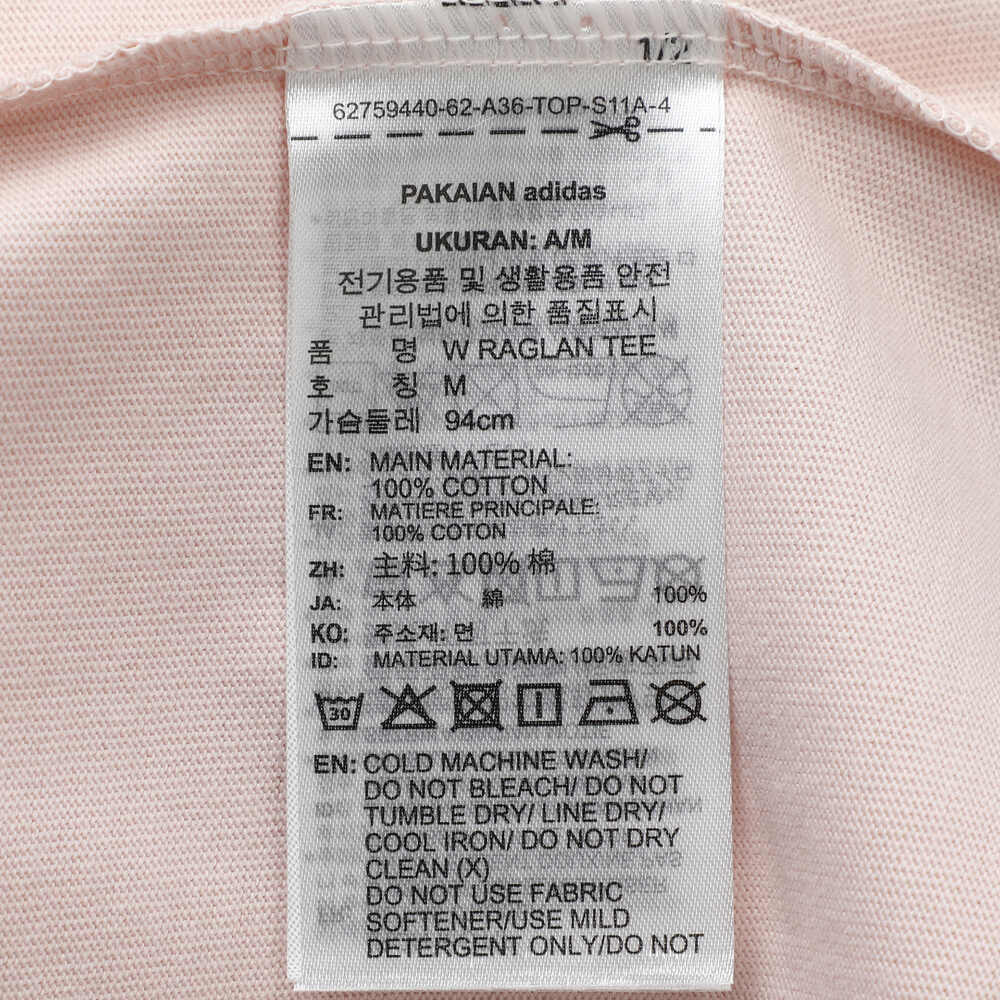 1/2
62759440-62-A36-TOP-S11A-4
PAKAIAN adidas
UKURAN: A/M
전기용품 및 생활용품 안전
관리법에 의한 품질표시
품 명 W RAGLAN TEE
호 칭 M
가슴둘레 94cm
EN: MAIN MATERIAL:
100% COTTON
FR: MATIERE PRINCIPALE:
100% COTON
ZH: 主料: 100% 棉
JA: 本体 綿 100%
KO: 주소재: 면 100%
ID: MATERIAL UTAMA: 100% KATUN
30
EN: COLD MACHINE WASH/
DO NOT BLEACH/ DO NOT
TUMBLE DRY/ LINE DRY/
COOL IRON/ DO NOT DRY
CLEAN (X)
DO NOT USE FABRIC
SOFTENER/USE MILD
DETERGENT ONLY/DO NOT